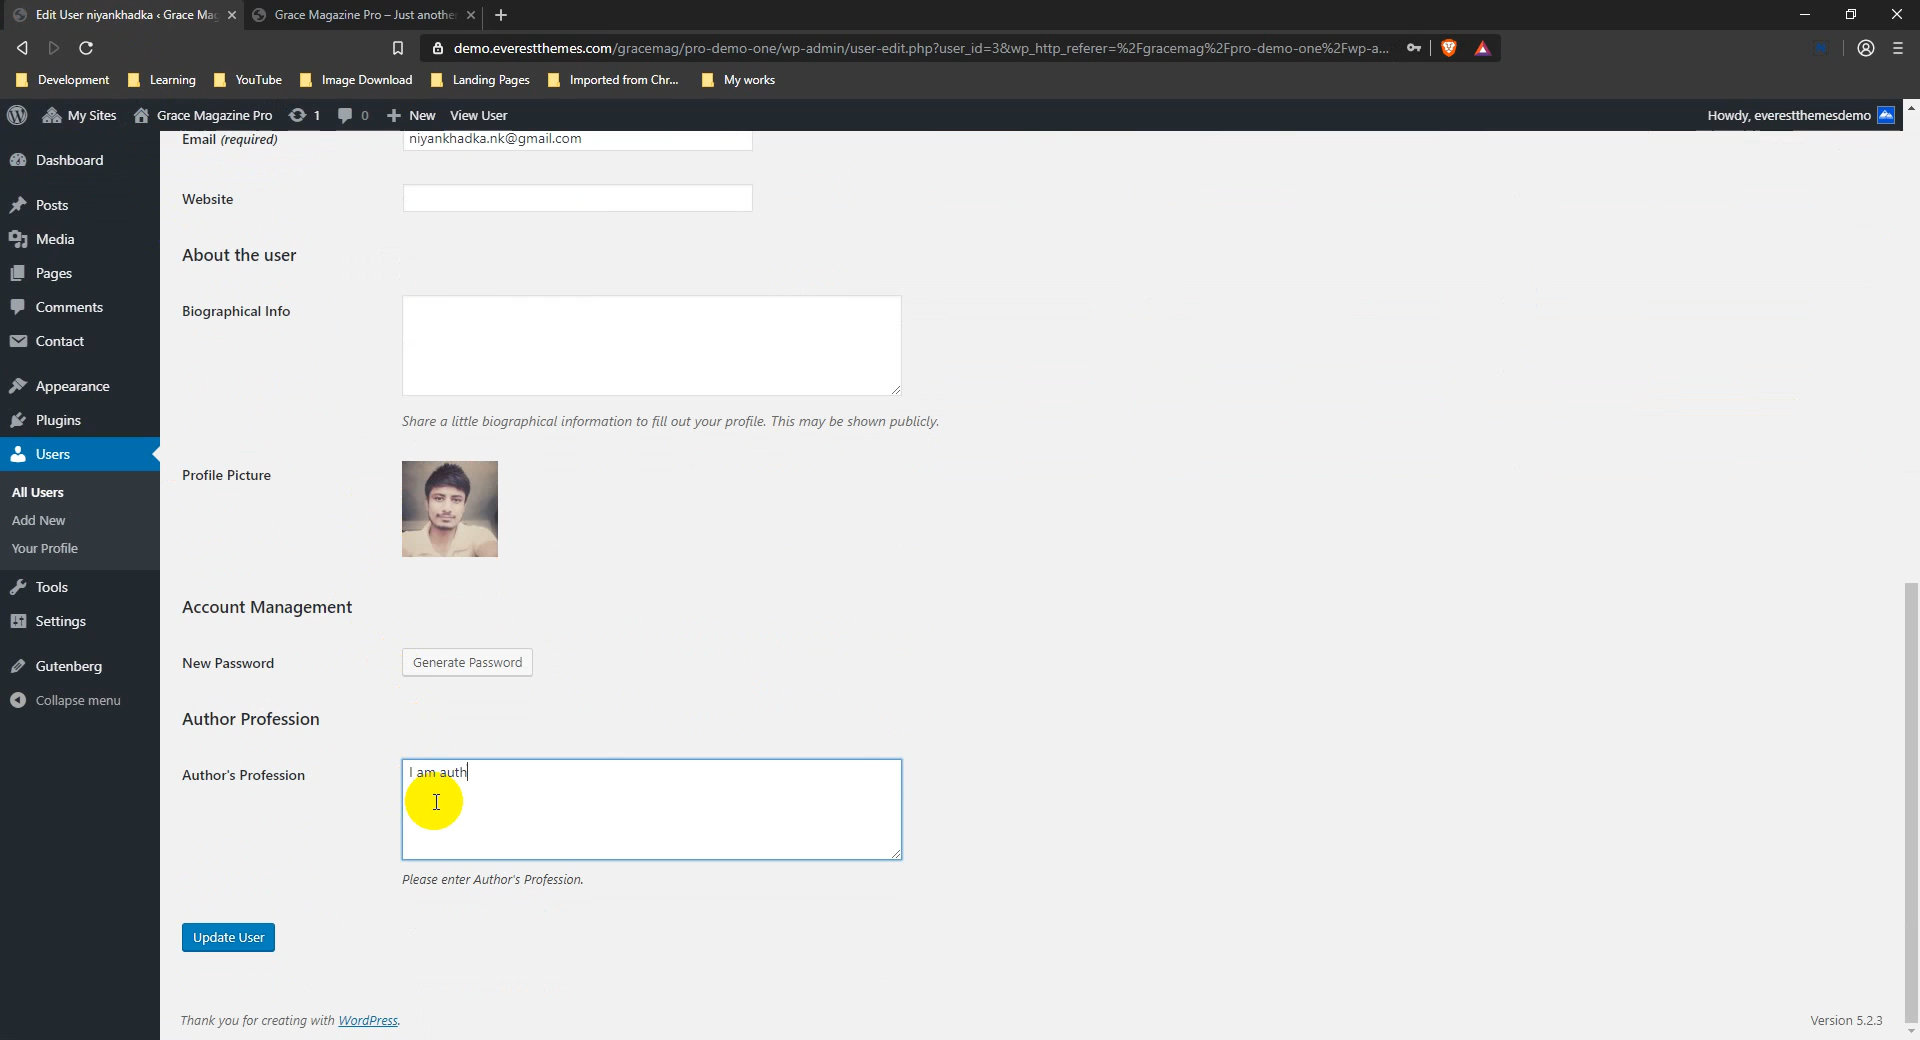 Edit User niyankhadka ‹ Grace Mag
Grace Magazine Pro – Just anothe
demo.everestthemes.com/gracemag/pro-demo-one/wp-admin/user-edit.php?user_id=3&wp_http_referer=%2Fgracemag%2Fpro-demo-one%2Fwp-a...
Development Learning YouTube Image Download Landing Pages Imported from Chr... My works
My Sites Grace Magazine Pro 1 0 New View User Howdy, everestthemesdemo
Dashboard
Posts
Media
Pages
Comments
Contact
Appearance
Plugins
Users
All Users
Add New
Your Profile
Tools
Settings
Gutenberg
Collapse menu
Email (required) niyankhadka.nk@gmail.com
Website
About the user
Biographical Info
Share a little biographical information to fill out your profile. This may be shown publicly.
Profile Picture
Account Management
New Password Generate Password
Author Profession
Author's Profession I am auth
Please enter Author's Profession.
Update User
Thank you for creating with WordPress. Version 5.2.3